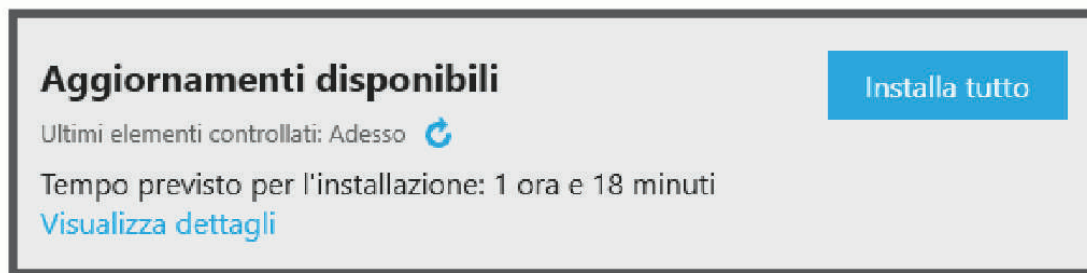 Aggiornamenti disponibili
Installa tutto
Ultimi elementi controllati: Adesso
Tempo previsto per l'installazione: 1 ora e 18 minuti
Visualizza dettagli